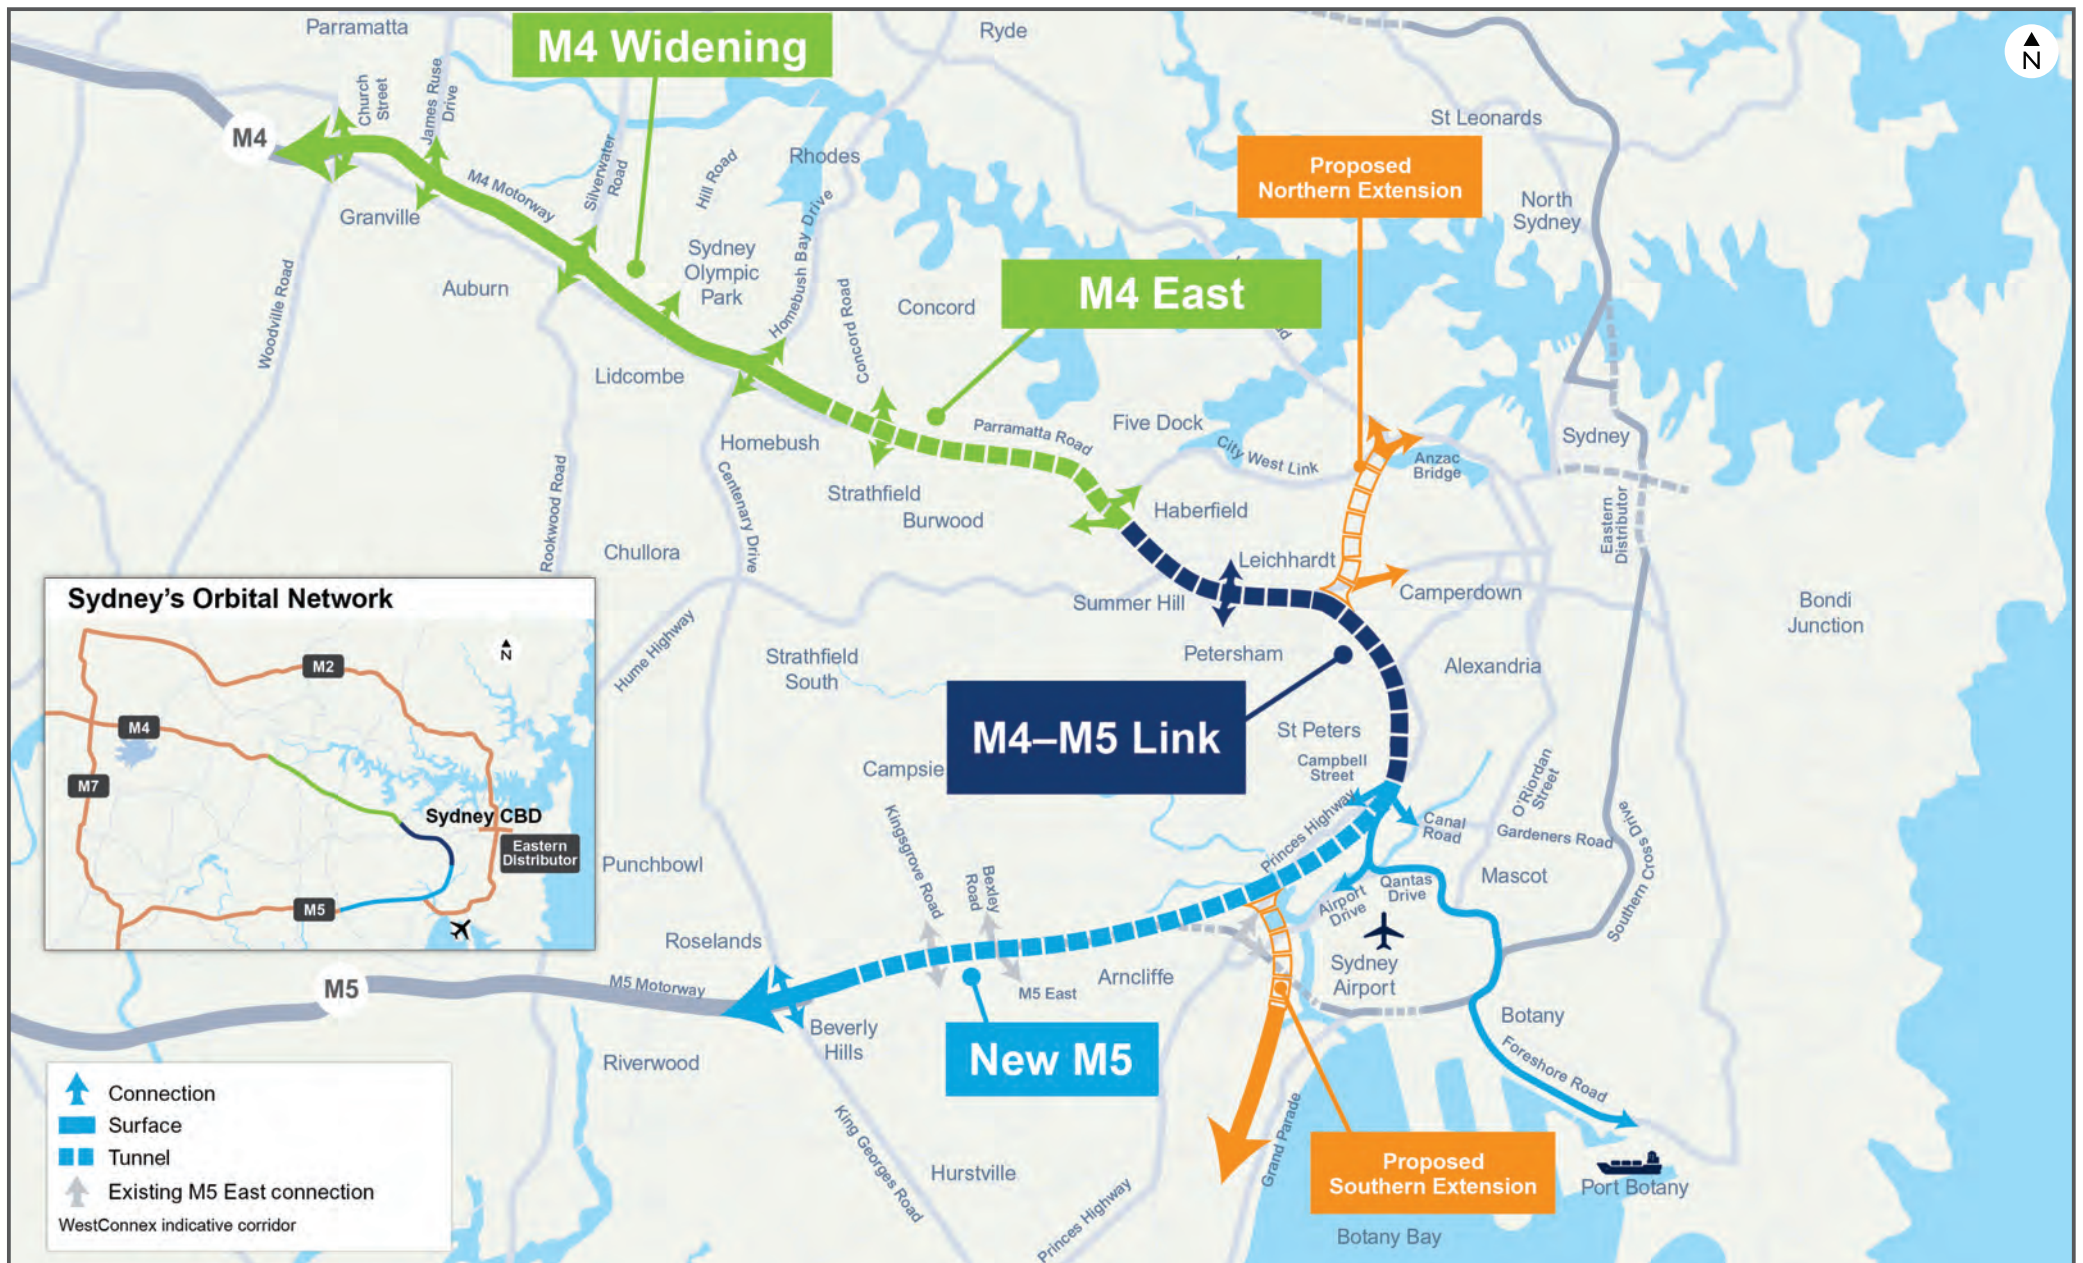 Parramatta
M4 Widening
Ryde
N
Church
Street
James Ruse
Drive
M4
St Leonards
Silverwater
Road
Hill Road
Rhodes
Proposed
Northern Extension
M4 Motorway
Granville
North
Sydney
Homebush Bay Drive
Sydney
Olympic
Park
Auburn
Woodville Road
Concord Road
Concord
M4 East
Lidcombe
Homebush
Parramatta Road
Five Dock
City West Link
Anzac
Bridge
Sydney
Centenary Drive
Strathfield
Burwood
Haberfield
Eastern
Distributor
Rookwood Road
Chullora
Leichhardt
Summer Hill
Camperdown
Bondi
Junction
Hume Highway
Strathfield
South
Petersham
Alexandria
M4–M5 Link
St Peters
Campbell
Street
Campsie
O'Riordan
Street
Princes Highway
Canal
Road
Gardeners Road
Southern Cross Drive
Kingsgrove Road
Bexley
Road
Punchbowl
Mascot
Qantas
Drive
Airport
Drive
Roselands
Sydney
Airport
Arncliffe
M5 East
M5
M5 Motorway
Beverly
Hills
New M5
Botany
Foreshore Road
Riverwood
King Georges Road
Hurstville
Grand Parade
Princes Highway
Proposed
Southern Extension
Port Botany
Botany Bay
Sydney's Orbital Network
N
M2
M4
M7
Sydney CBD
Eastern
Distributor
M5
Connection
Surface
Tunnel
Existing M5 East connection
WestConnex indicative corridor